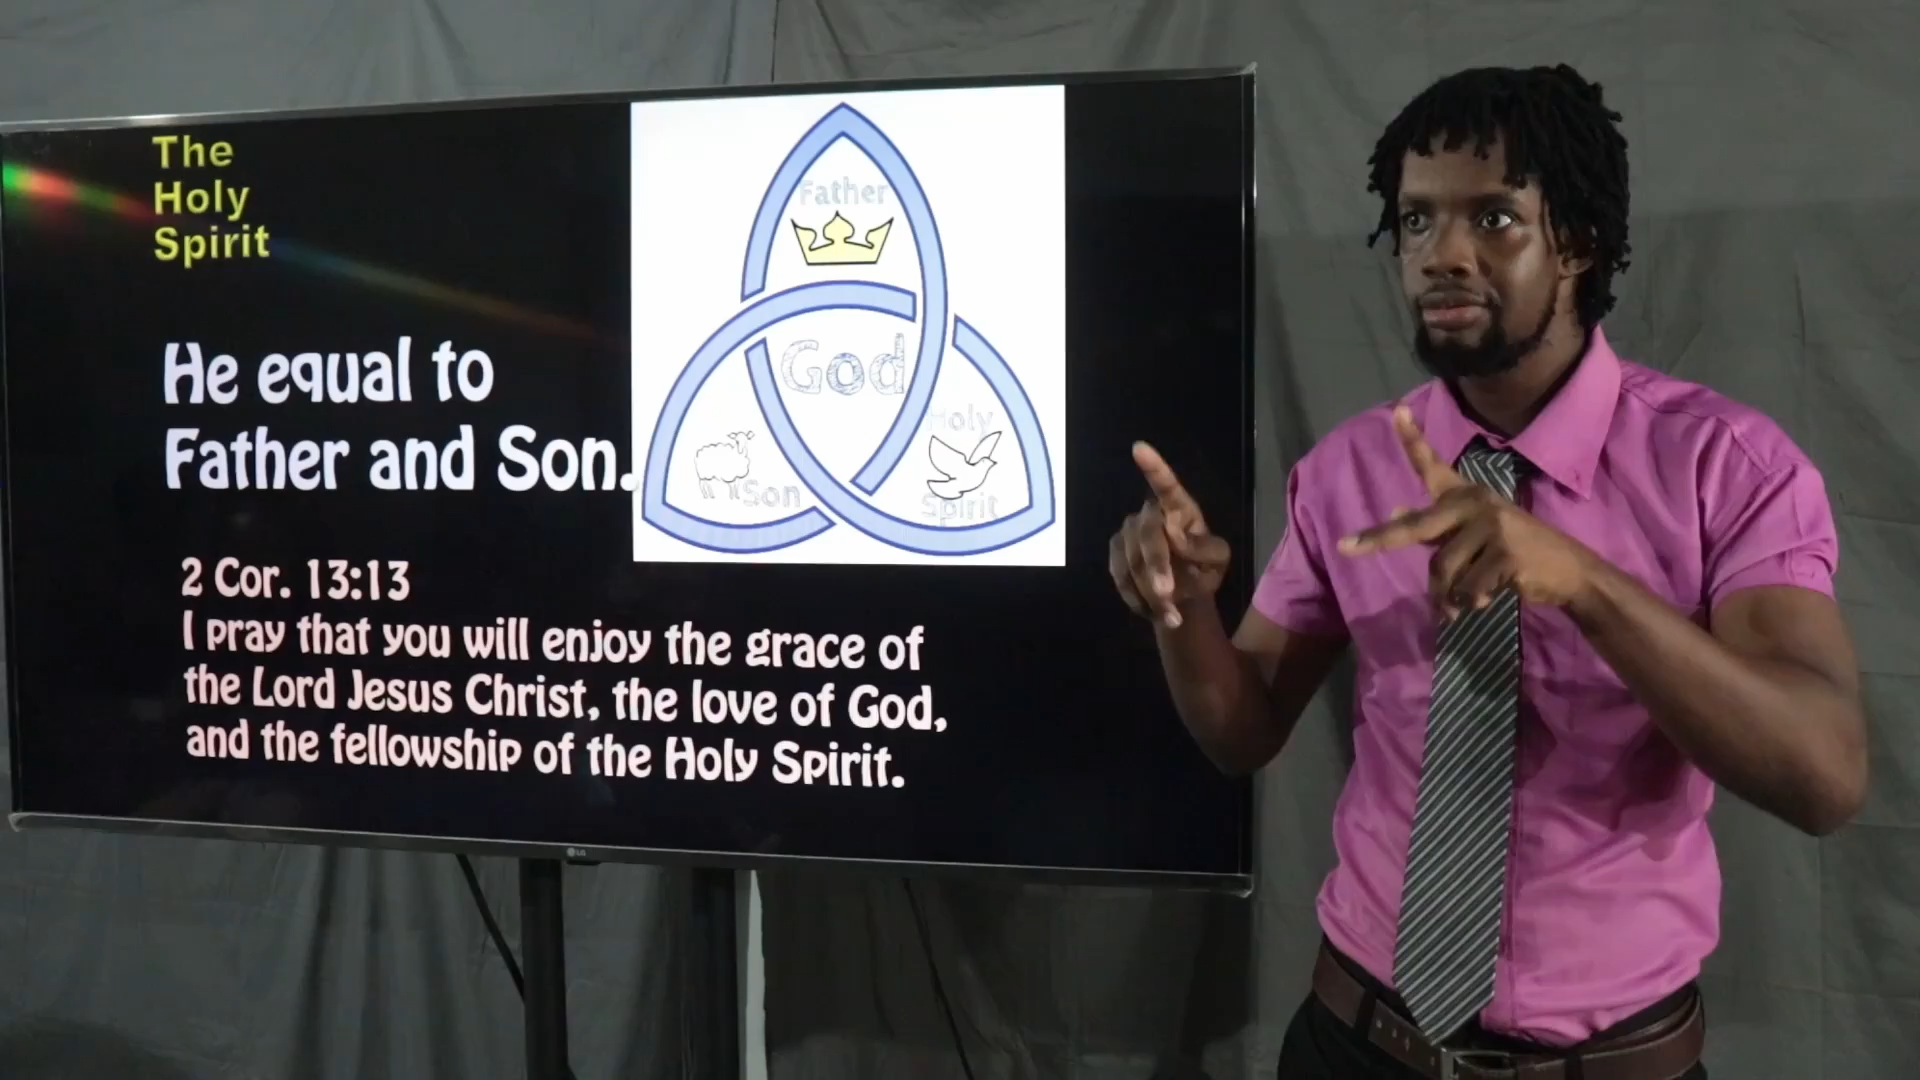 The
Holy
Spirit
He equal to
Father and Son.
Father
God
Son
Holy
Spirit
2 Cor. 13:13
I pray that you will enjoy the grace of
the Lord Jesus Christ, the love of God,
and the fellowship of the Holy Spirit.
LG